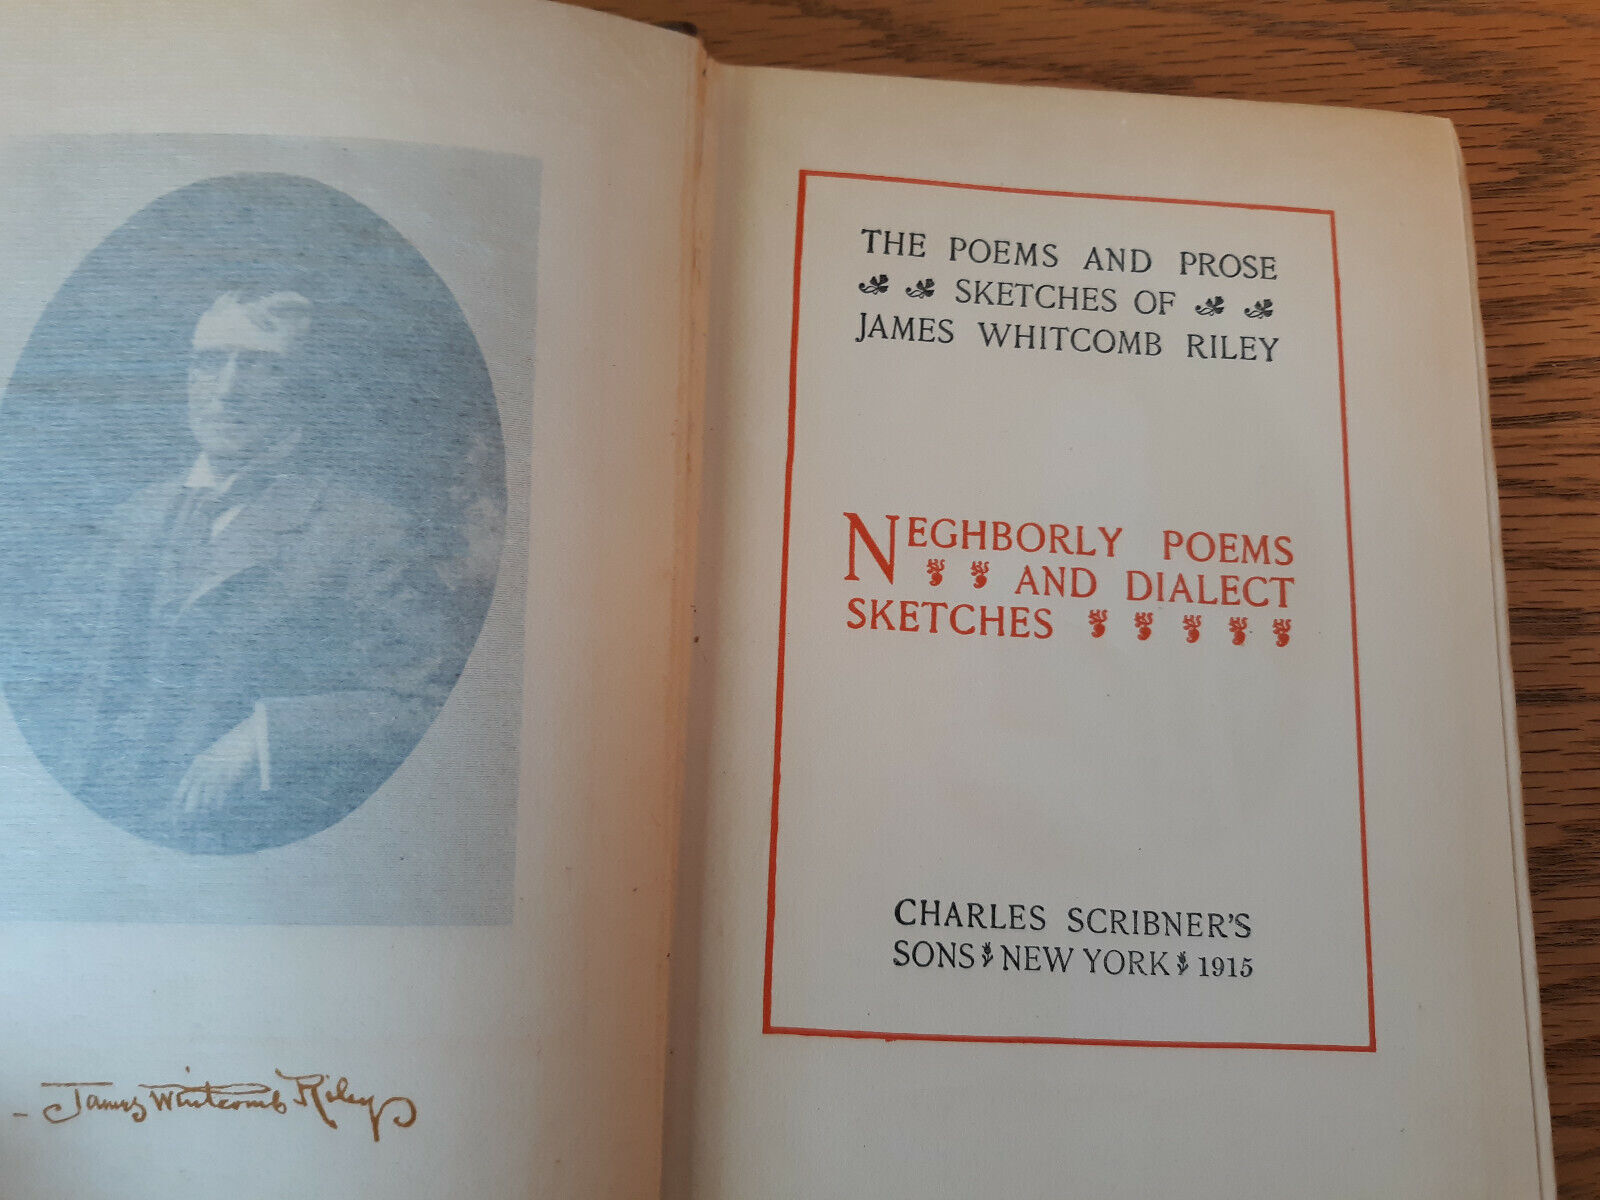 James Whitcomb Riley
THE POEMS AND PROSE
SKETCHES OF
JAMES WHITCOMB RILEY
NEGHBORLY POEMS
AND DIALECT
SKETCHES
CHARLES SCRIBNER'S
SONS NEW YORK 1915